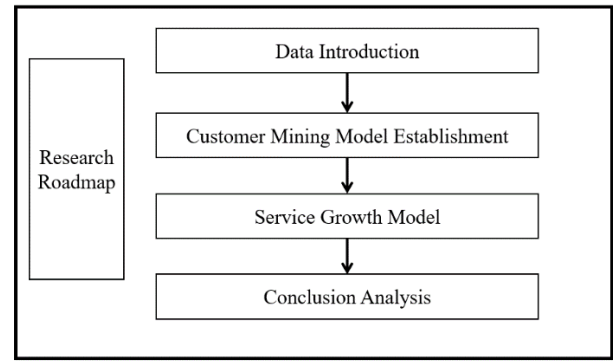 Research
Roadmap
Data Introduction
Customer Mining Model Establishment
Service Growth Model
Conclusion Analysis